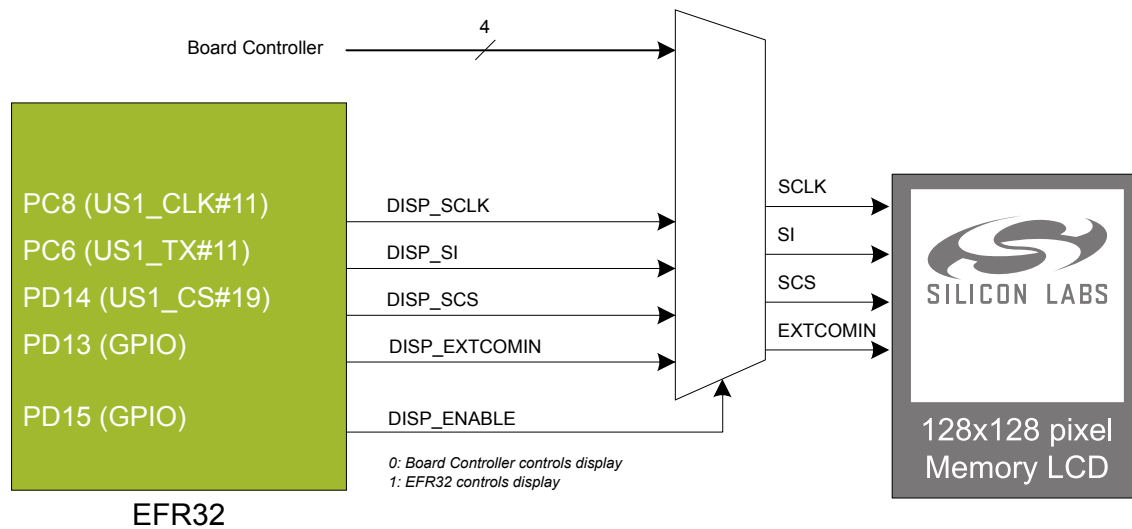 4
Board Controller
PC8 (US1_CLK#11)
PC6 (US1_TX#11)
PD14 (US1_CS#19)
PD13 (GPIO)
PD15 (GPIO)
EFR32
DISP_SCLK
DISP_SI
DISP_SCS
DISP_EXTCOMIN
DISP_ENABLE
0: Board Controller controls display
1: EFR32 controls display
SCLK
SI
SCS
EXTCOMIN
SILICON LABS
128x128 pixel
Memory LCD